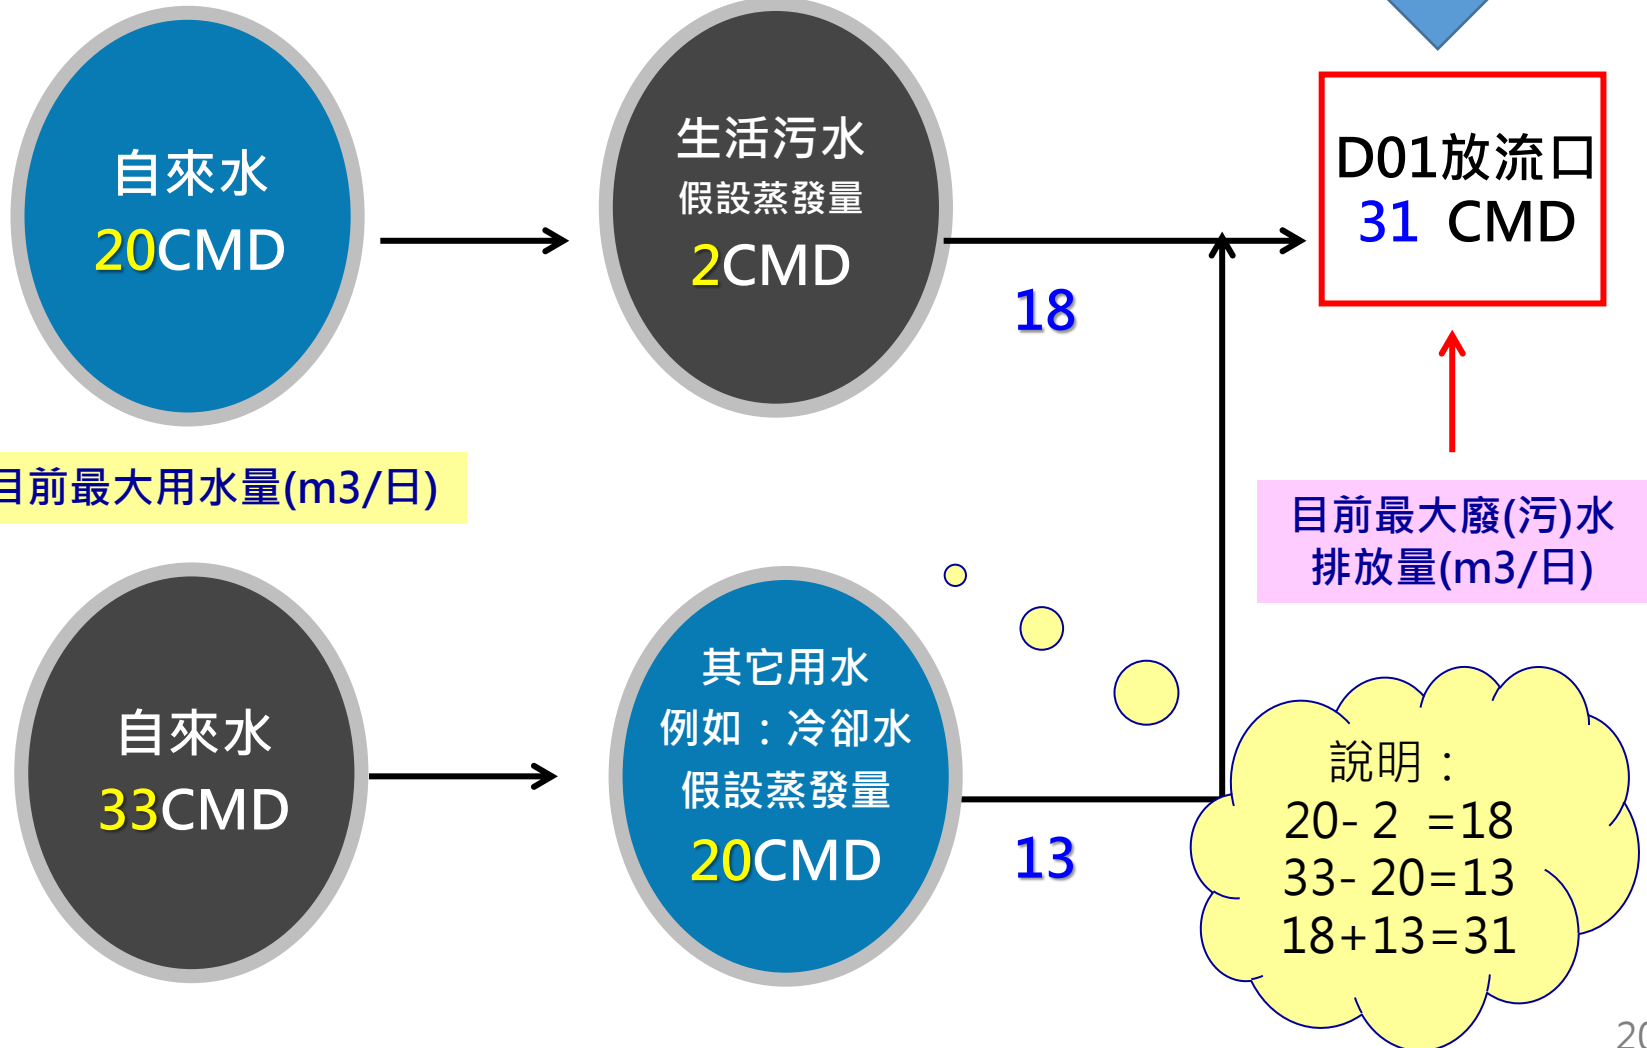 自來水
20CMD
生活污水
假設蒸發量
2CMD
18
D01放流口
31 CMD
目前最大用水量(m3/日)
目前最大廢(污)水
排放量(m3/日)
自來水
33CMD
其它用水
例如：冷卻水
假設蒸發量
20CMD
13
說明：
20- 2 =18
33- 20=13
18+13=31